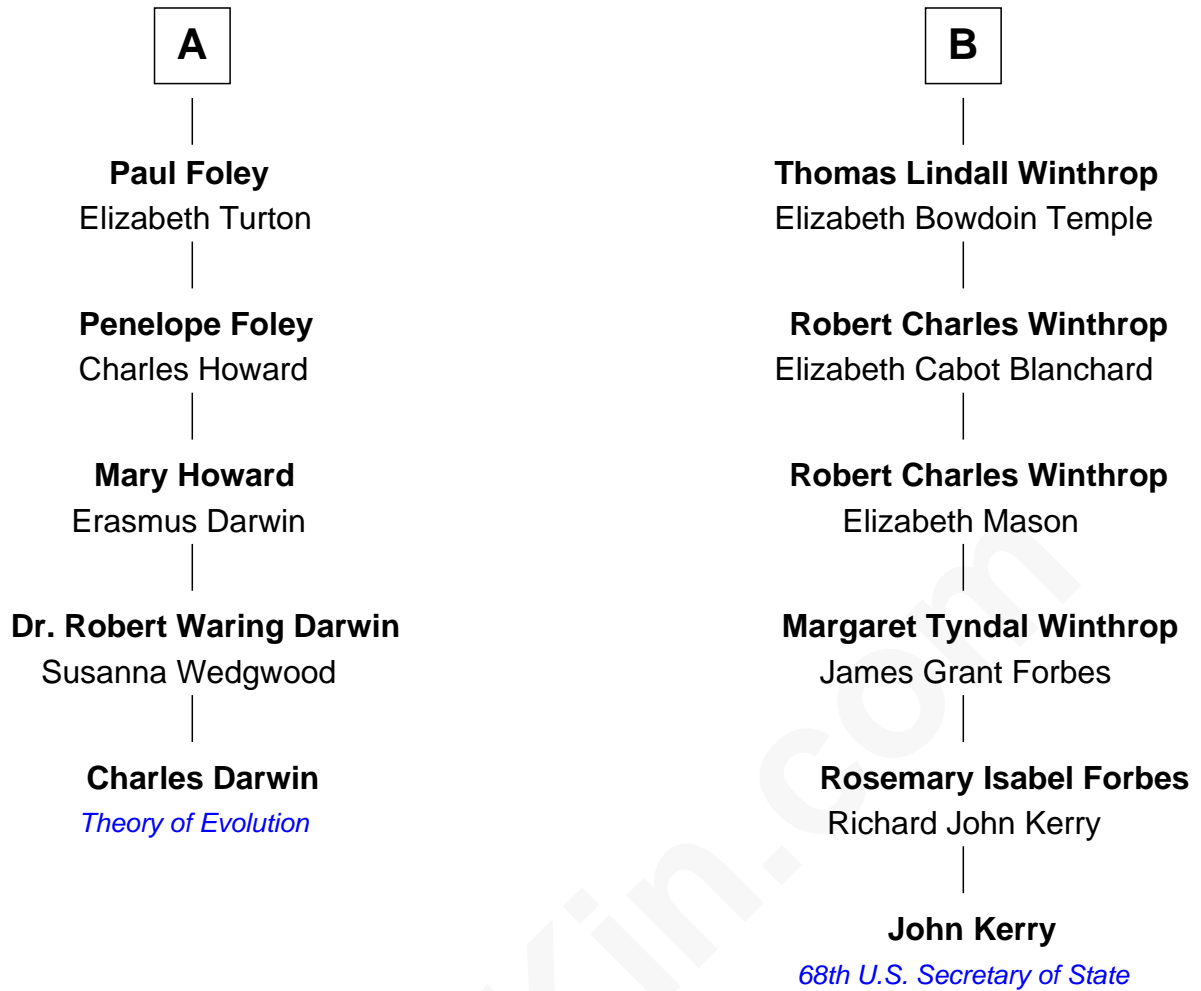 A
Paul Foley
Elizabeth Turton
Penelope Foley
Charles Howard
Mary Howard
Erasmus Darwin
Dr. Robert Waring Darwin
Susanna Wedgwood
Charles Darwin
Theory of Evolution
B
Thomas Lindall Winthrop
Elizabeth Bowdoin Temple
Robert Charles Winthrop
Elizabeth Cabot Blanchard
Robert Charles Winthrop
Elizabeth Mason
Margaret Tyndal Winthrop
James Grant Forbes
Rosemary Isabel Forbes
Richard John Kerry
John Kerry
68th U.S. Secretary of State